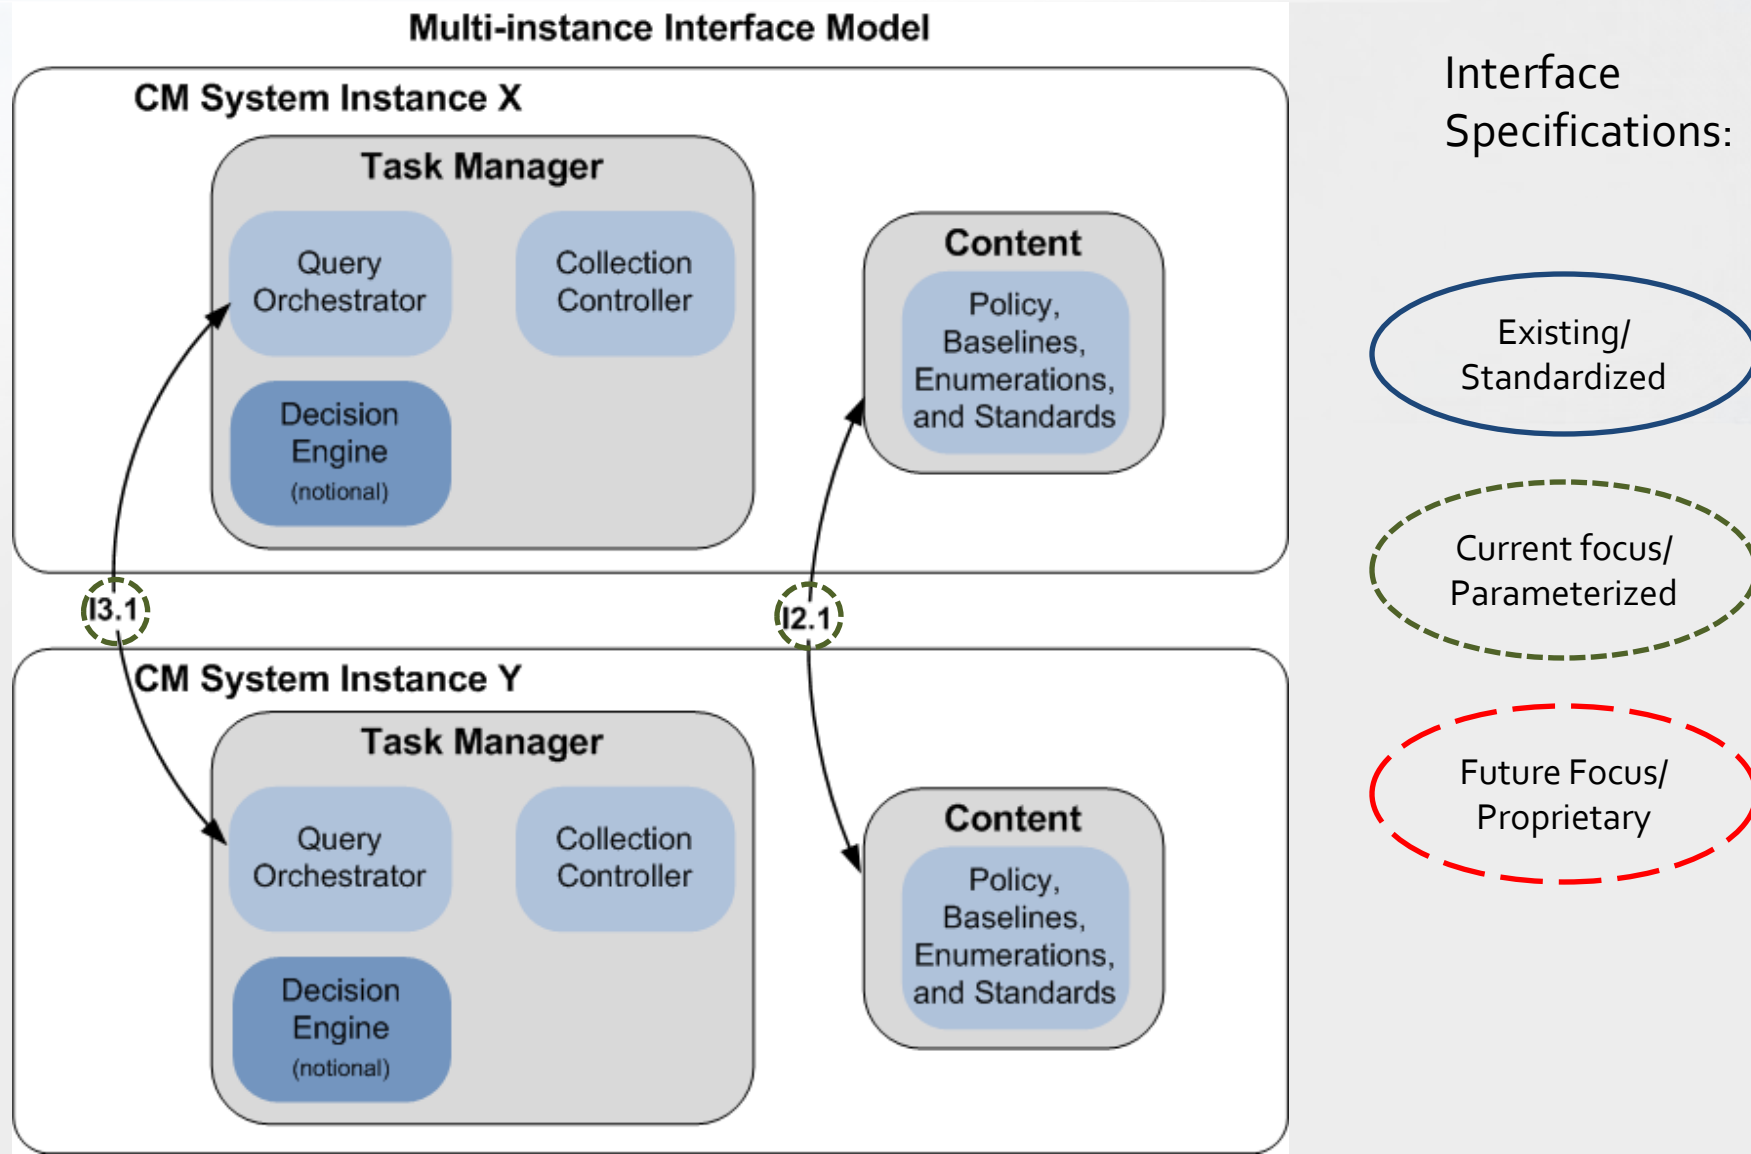 Multi-instance Interface Model
CM System Instance X
Task Manager
Query
Orchestrator
Collection
Controller
Decision
Engine
(notional)
Content
Policy,
Baselines,
Enumerations,
and Standards
I3.1
I2.1
CM System Instance Y
Task Manager
Query
Orchestrator
Collection
Controller
Decision
Engine
(notional)
Content
Policy,
Baselines,
Enumerations,
and Standards
Interface
Specifications:
Existing/
Standardized
Current focus/
Parameterized
Future Focus/
Proprietary